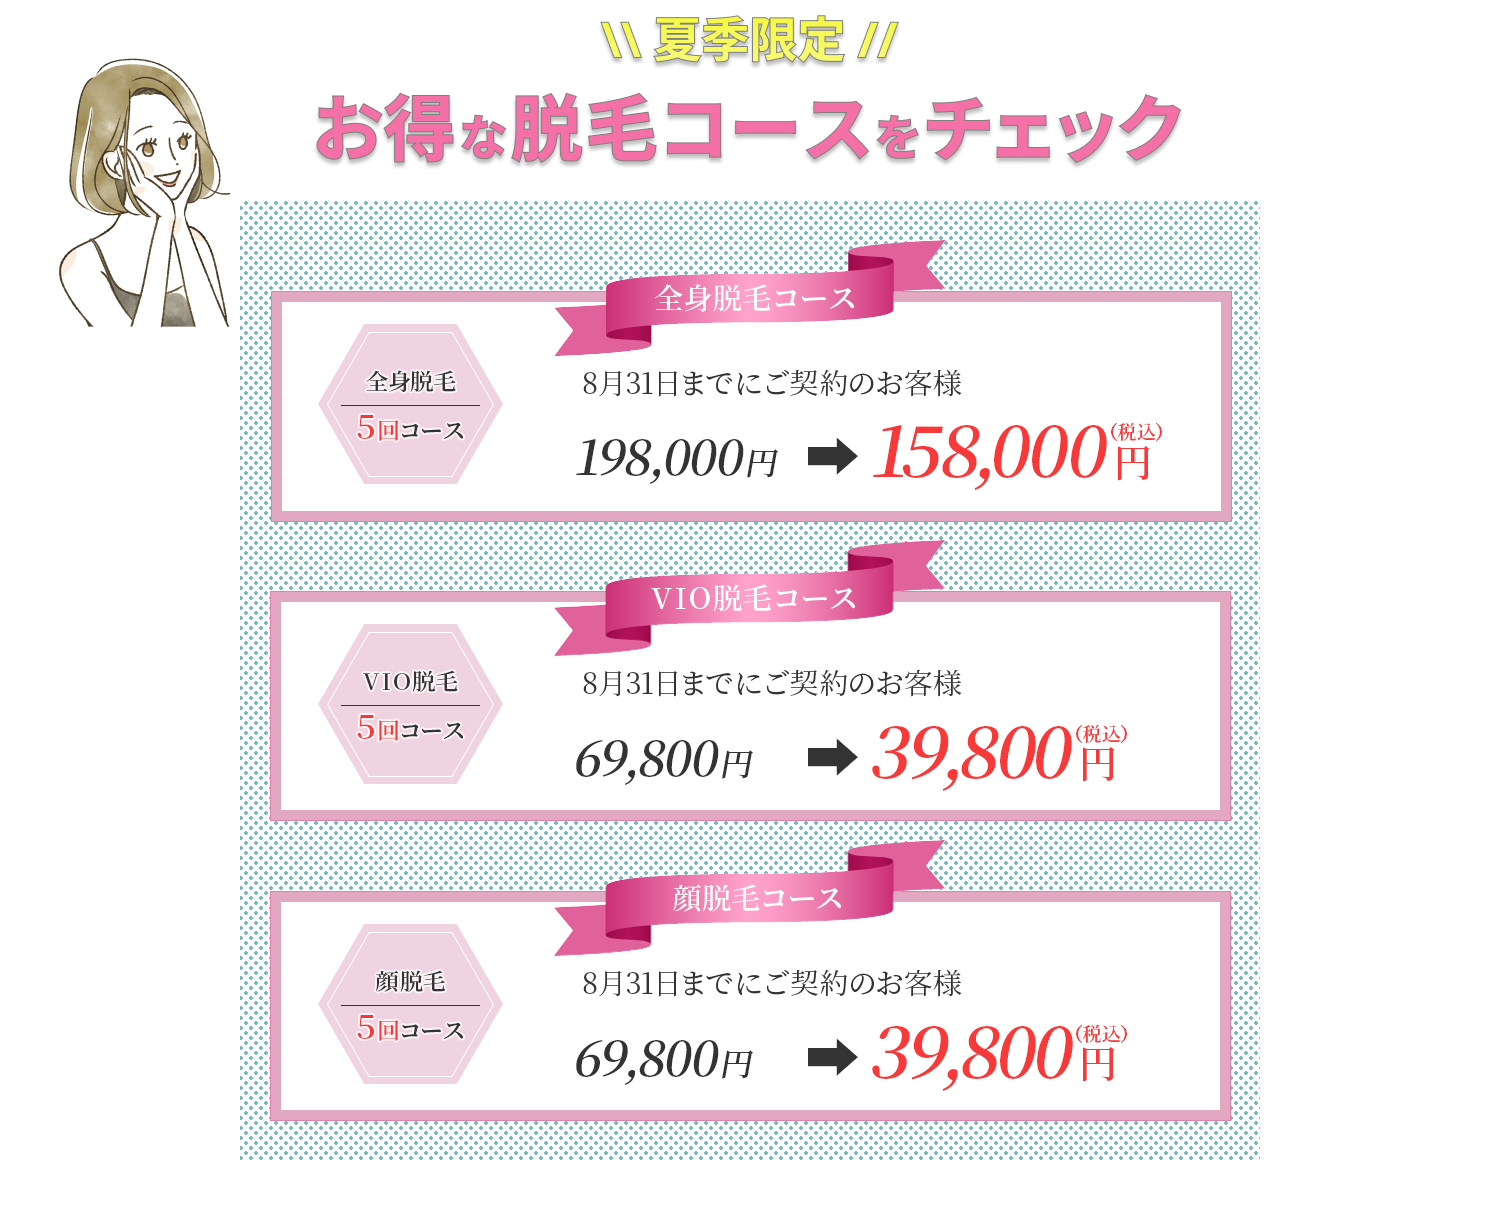 \\ 夏季限定 //
お得な脱毛コースをチェック
全身脱毛コース
全身脱毛
5回コース
8月31日までにご契約のお客様
198,000円
158,000円
(税込)
VIO脱毛コース
VIO脱毛
5回コース
8月31日までにご契約のお客様
69,800円
39,800円
(税込)
顔脱毛コース
顔脱毛
5回コース
8月31日までにご契約のお客様
69,800円
39,800円
(税込)